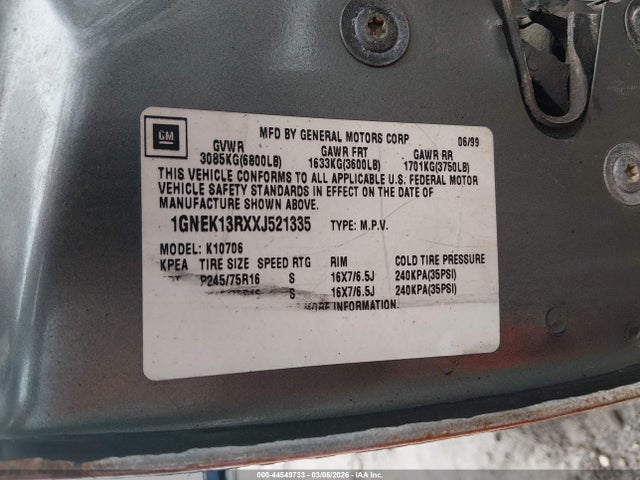 GM
MFD BY GENERAL MOTORS CORP 06/99
GVWR GAWR FRT GAWR RR
3085KG(6800LB) 1633KG(3600LB) 1701KG(3750LB)
THIS VEHICLE CONFORMS TO ALL APPLICABLE U.S. FEDERAL MOTOR
VEHICLE SAFETY STANDARDS IN EFFECT ON THE DATE OF
MANUFACTURE SHOWN ABOVE.
1GNEK13RXXJ521335 TYPE: M.P.V.
MODEL: K10706
KPEA TIRE SIZE SPEED RTG RIM COLD TIRE PRESSURE
P245/75R16 S 16X7/6.5J 240KPA(35PSI)
S 16X7/6.5J 240KPA(35PSI)
MORE INFORMATION.
000-44549733 - 03/06/2026 - IAAI.COM